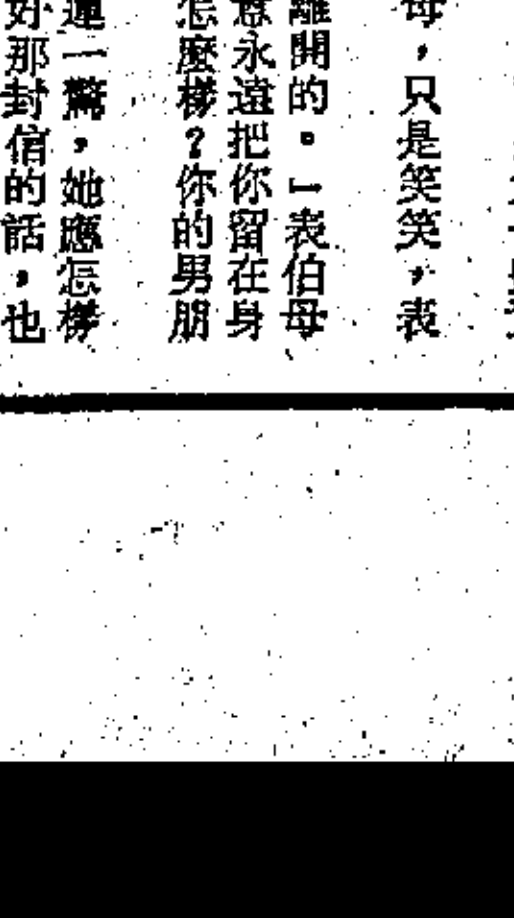 母，只是笑笑，表
離開的。」表伯母
意永遠把你留在身
怎麼樣？你的男朋
蓮一驚，她應怎樣
好那封信的話，也